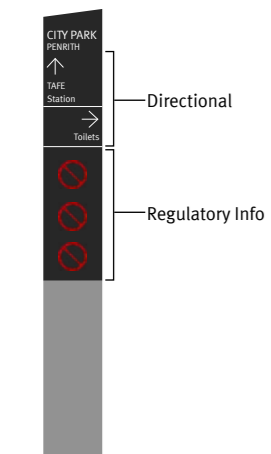 CITY PARK
PENRITH
TAFE
Station
Toilets
Directional
Regulatory Info